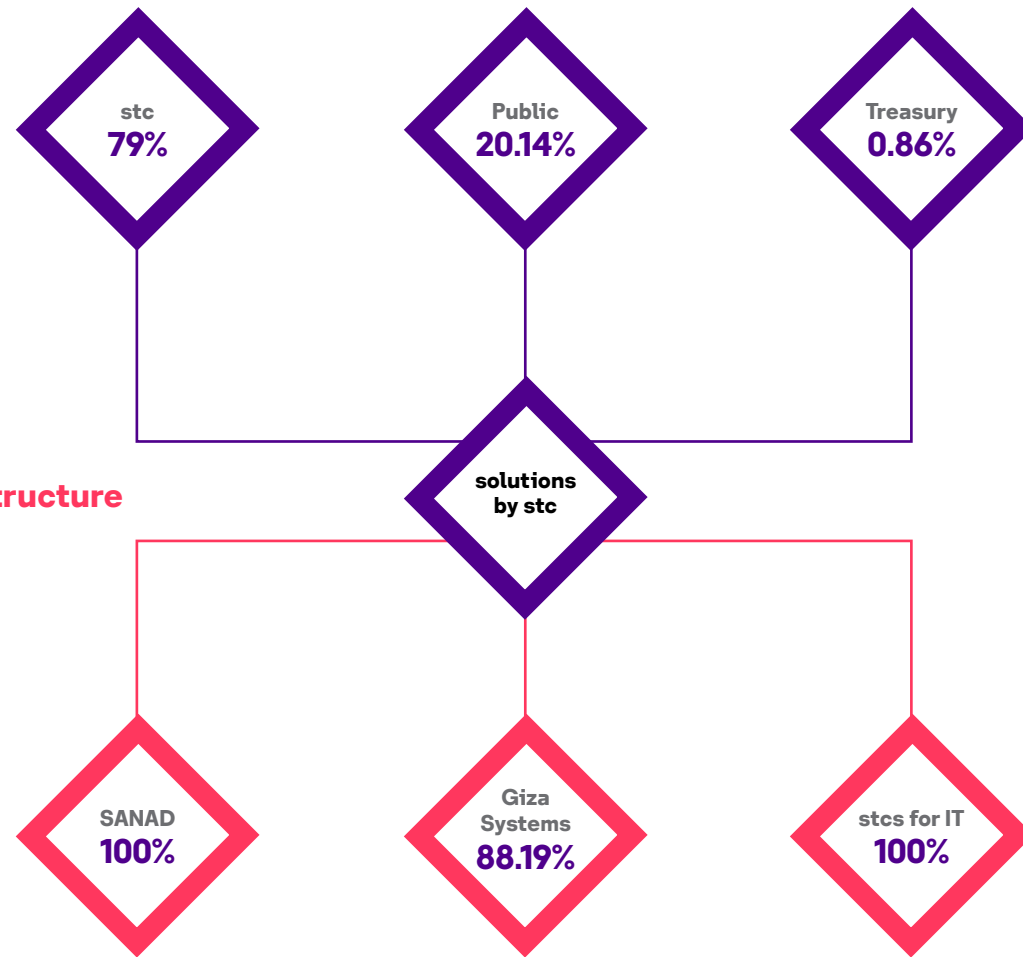 stc
79%
Public
20.14%
Treasury
0.86%
solutions
by stc
tructure
SANAD
100%
Giza
Systems
88.19%
stcs for IT
100%